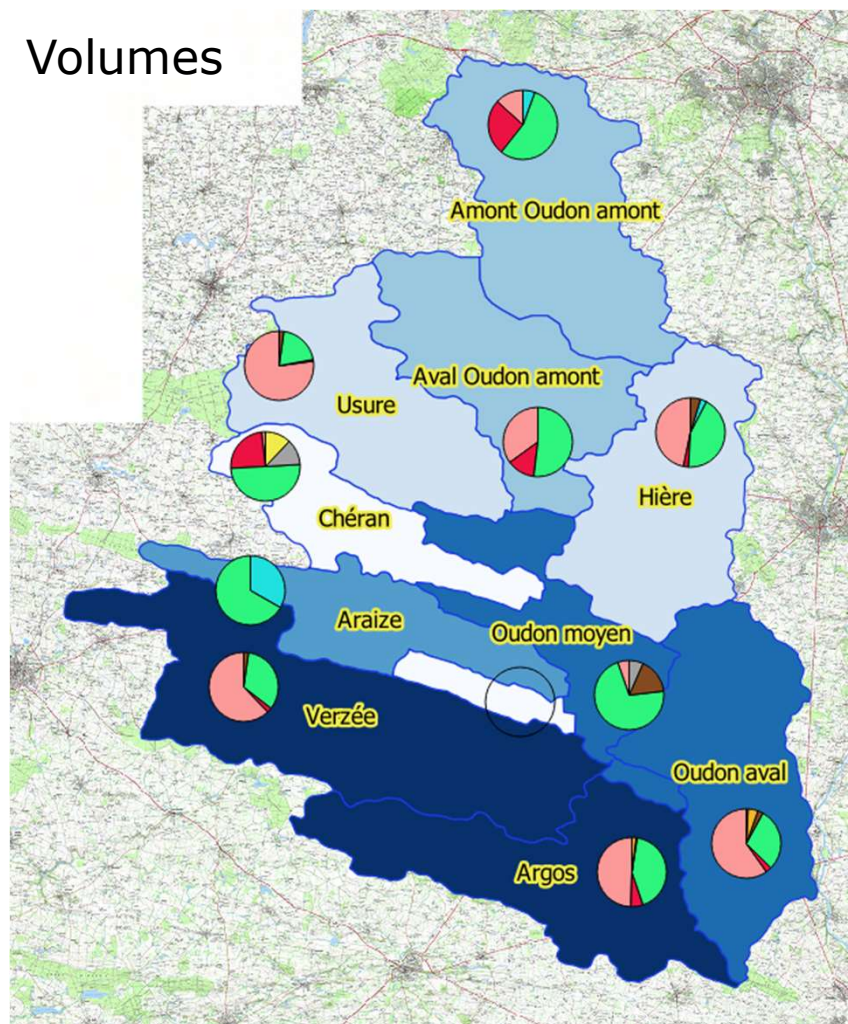 Volumes
Amont Oudon amont
Aval Oudon amont
Usure
Hière
Chéran
Araize
Oudon moyen
Verzée
Oudon aval
Argos